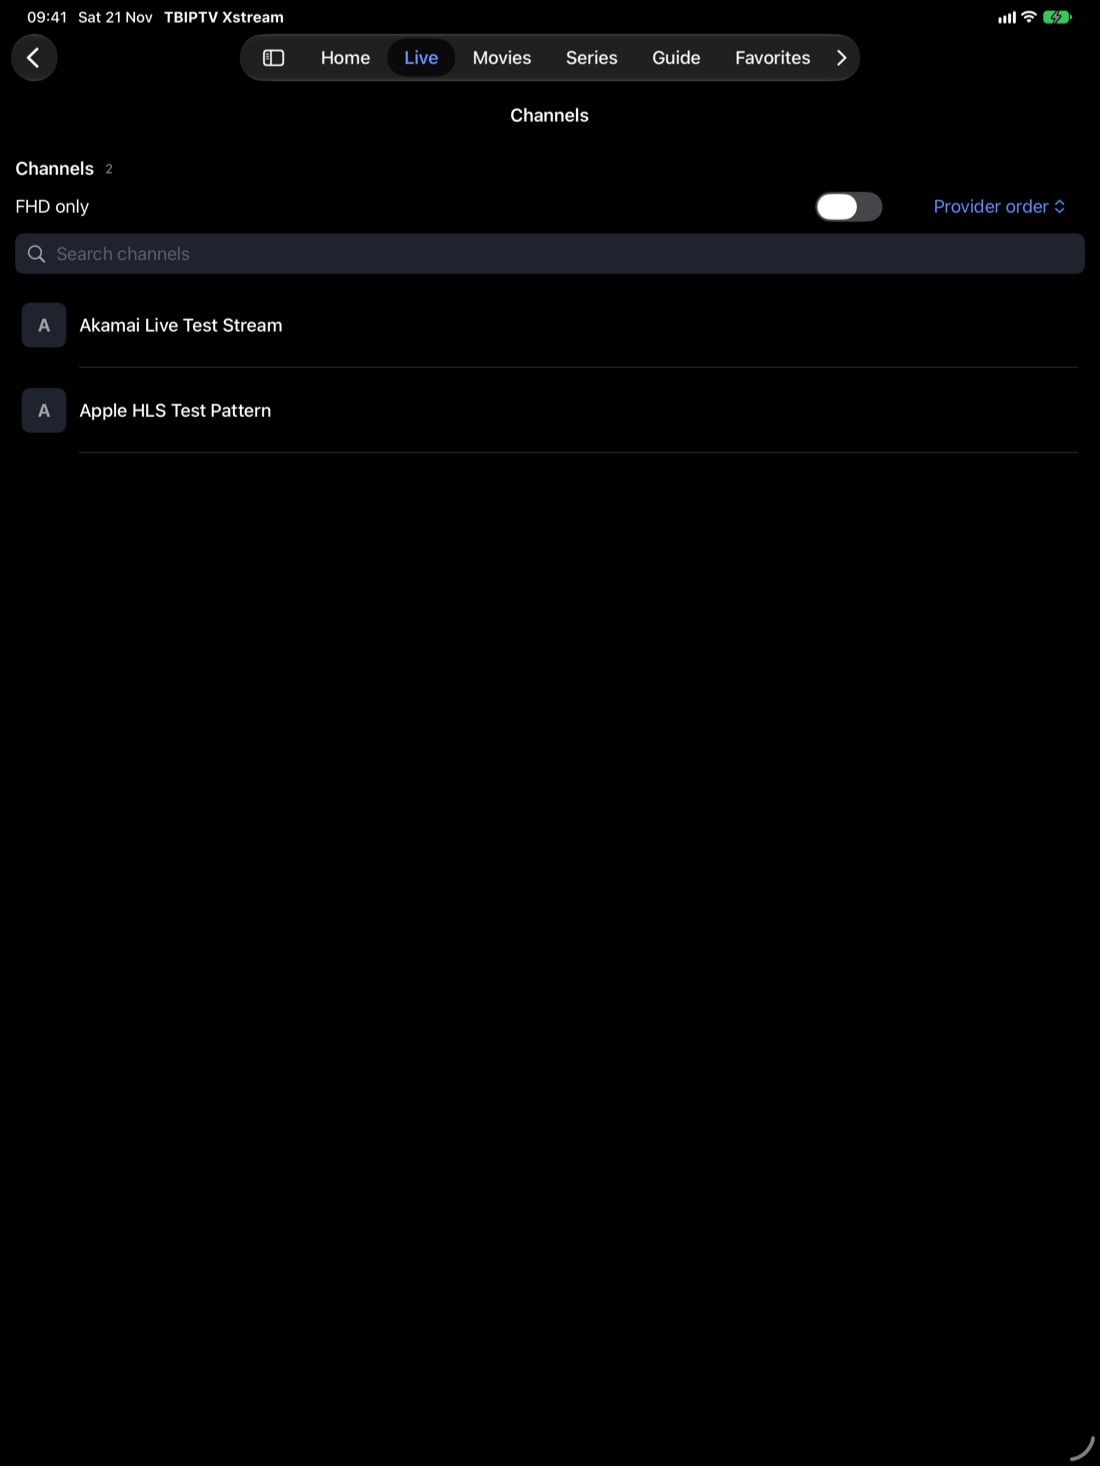 09:41 Sat 21 Nov TBIPTV Xstream
Home Live Movies Series Guide Favorites
Channels
Channels 2
FHD only Provider order
Search channels
A Akamai Live Test Stream
A Apple HLS Test Pattern